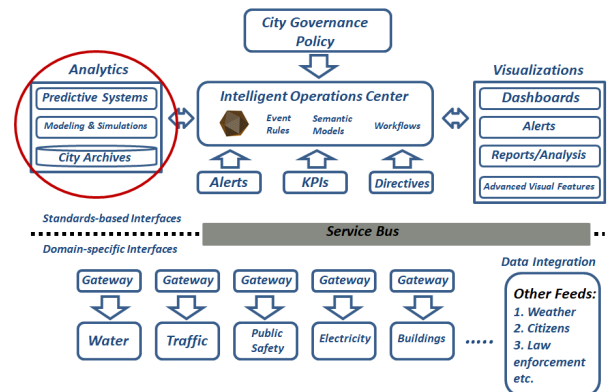 City Governance
Policy
Analytics
Predictive Systems
Modeling & Simulations
City Archives
Intelligent Operations Center
Event
Rules
Semantic
Models
Workflows
Visualizations
Dashboards
Alerts
Reports/Analysis
Advanced Visual Features
Alerts
KPIs
Directives
Standards-based Interfaces
Service Bus
Domain-specific Interfaces
Data Integration
Gateway
Gateway
Gateway
Gateway
Gateway
Water
Traffic
Public
Safety
Electricity
Buildings
.....
Other Feeds:
1. Weather
2. Citizens
3. Law
enforcement
etc.